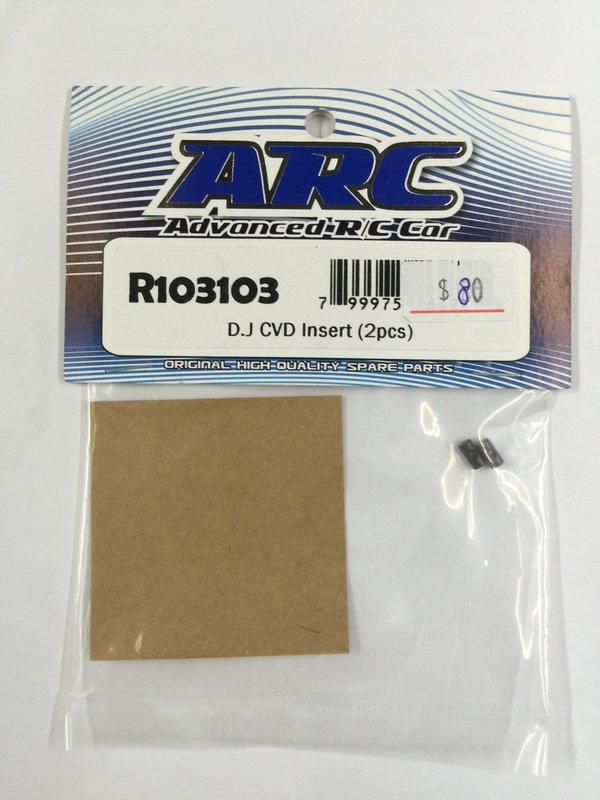 ARC
Advanced R/C Car
R103103
7 99975
$ 80
D.J CVD Insert (2pcs)
ORIGINAL HIGH QUALITY SPARE PARTS